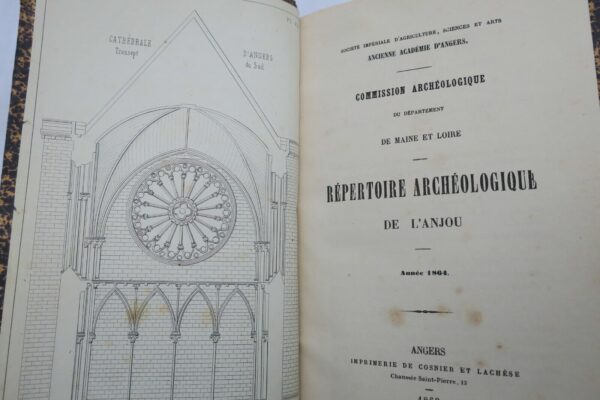 CATHÉDRALE
Transept
D'ANGERS
du Sud
SOCIÉTÉ IMPÉRIALE D'AGRICULTURE, SCIENCES ET ARTS
ANCIENNE ACADÉMIE D'ANGERS.
COMMISSION ARCHÉOLOGIQUE
DU DÉPARTEMENT
DE MAINE ET LOIRE
RÉPERTOIRE ARCHÉOLOGIQUE
DE L'ANJOU
Année 1864.
ANGERS
IMPRIMERIE DE COSNIER ET LACHÈSE
Chaussée Saint-Pierre, 13